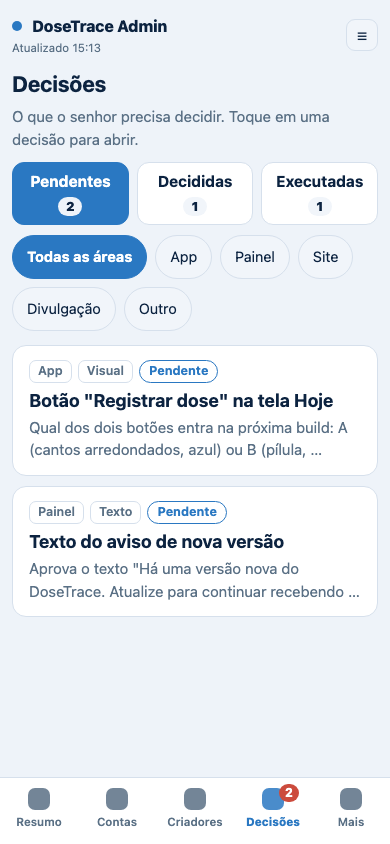 DoseTrace Admin
Atualizado 15:13
≡
Decisões
O que o senhor precisa decidir. Toque em uma
decisão para abrir.
Pendentes
2
Decididas
1
Executadas
1
Todas as áreas
App
Painel
Site
Divulgação
Outro
App
Visual
Pendente
Botão "Registrar dose" na tela Hoje
Qual dos dois botões entra na próxima build: A
(cantos arredondados, azul) ou B (pílula, ...
Painel
Texto
Pendente
Texto do aviso de nova versão
Aprova o texto "Há uma versão nova do
DoseTrace. Atualize para continuar recebendo ...
2
Resumo
Contas
Criadores
Decisões
Mais